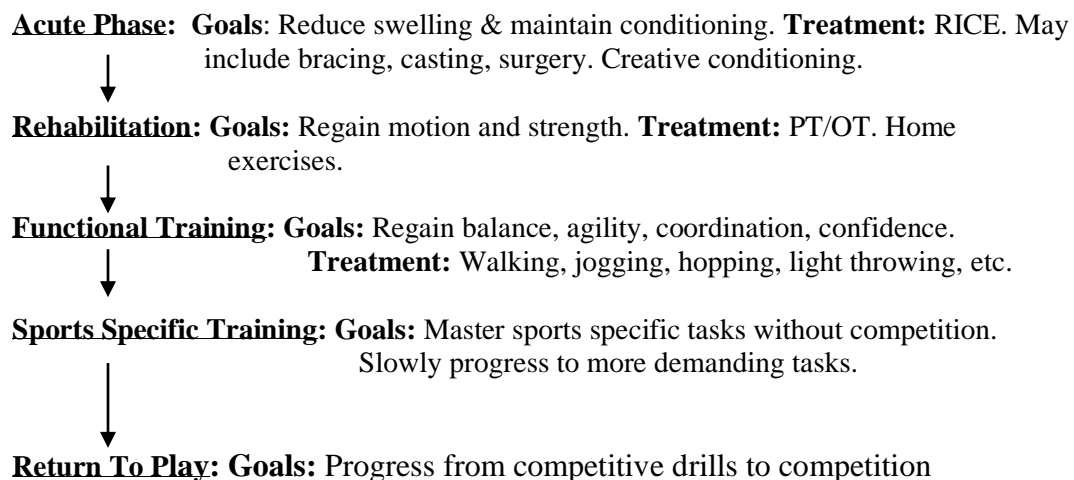 Acute Phase: Goals: Reduce swelling & maintain conditioning. Treatment: RICE. May
include bracing, casting, surgery. Creative conditioning.
Rehabilitation: Goals: Regain motion and strength. Treatment: PT/OT. Home
exercises.
Functional Training: Goals: Regain balance, agility, coordination, confidence.
Treatment: Walking, jogging, hopping, light throwing, etc.
Sports Specific Training: Goals: Master sports specific tasks without competition.
Slowly progress to more demanding tasks.
Return To Play: Goals: Progress from competitive drills to competition